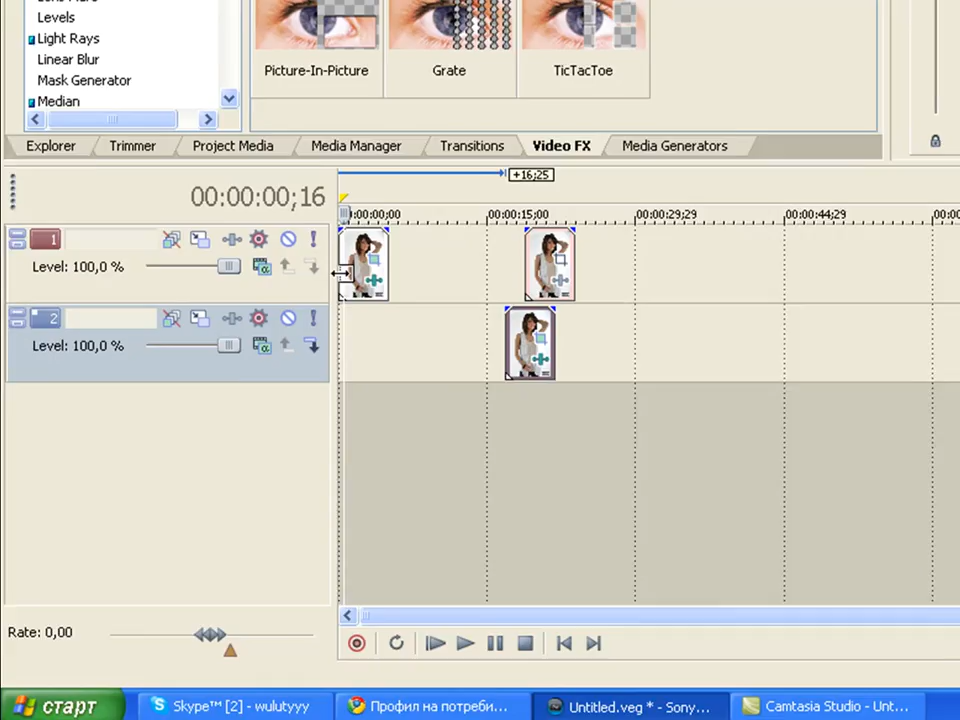 Levels
Light Rays
Linear Blur
Mask Generator
Median
Picture-In-Picture
Grate
TicTacToe
Explorer
Trimmer
Project Media
Media Manager
Transitions
Video FX
Media Generators
+16;25
00:00:00;16
:00:00;00
00:00:15;00
00:00:29;29
00:00:44;29
00:0
1
Level: 100,0 %
2
Level: 100,0 %
Rate: 0,00
старт
Skype™ [2] - wulutyyy
Профил на потреби...
Untitled.veg * - Sony...
Camtasia Studio - Unt...